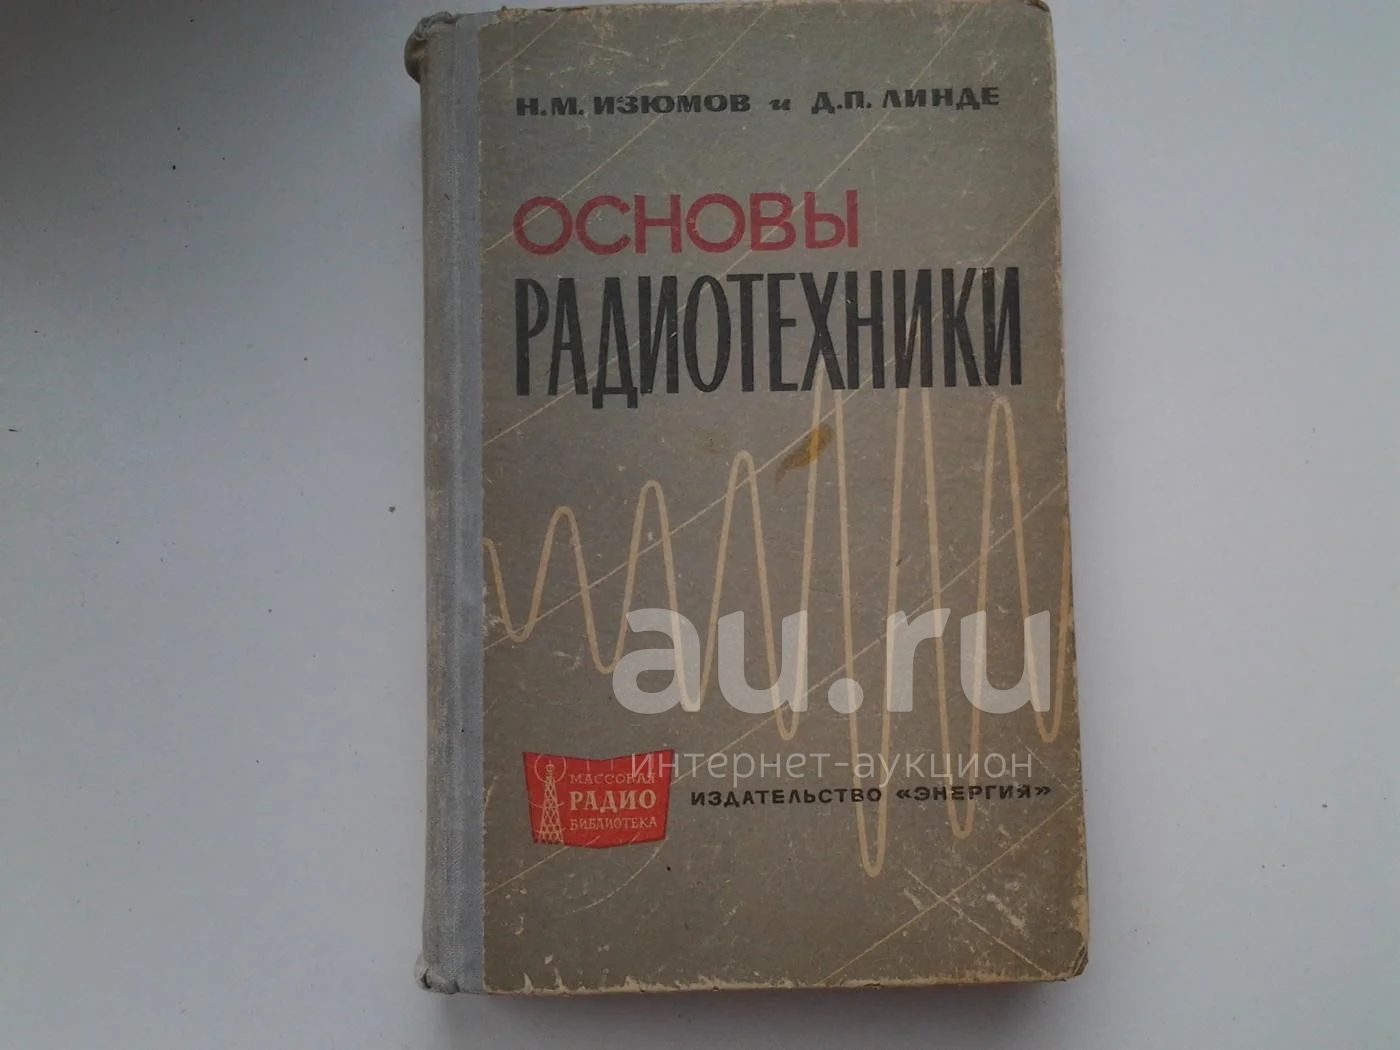 Н.М. ИЗЮМОВ и Д.П. ЛИНДЕ
ОСНОВЫ
РАДИОТЕХНИКИ
au.ru
интернет-аукцион
МАССОВАЯ
РАДИО
БИБЛИОТЕКА
ИЗДАТЕЛЬСТВО «ЭНЕРГИЯ»